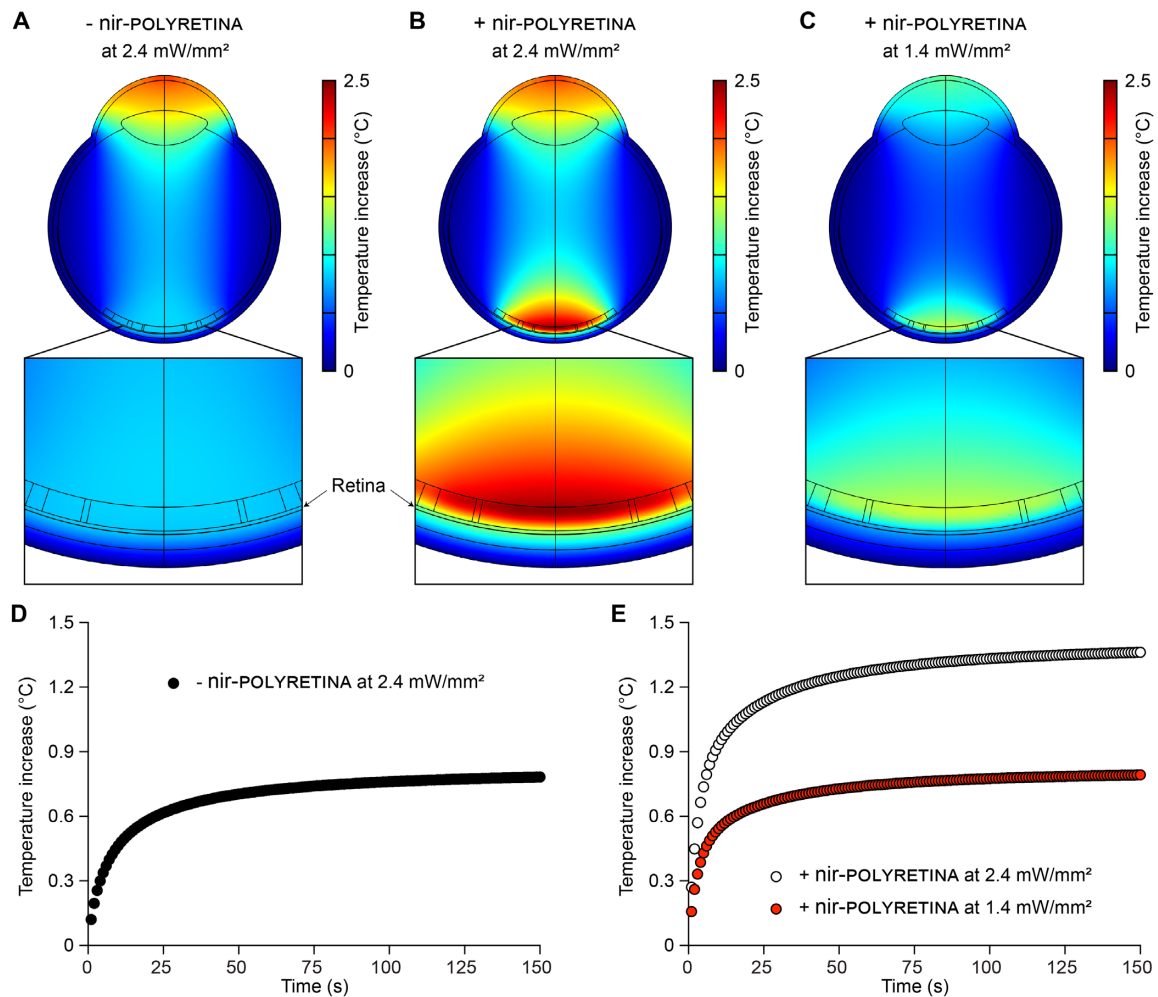 A
- nir-POLYRETINA
at 2.4 mW/mm²
2.5
Temperature increase (°C)
0
B
+ nir-POLYRETINA
at 2.4 mW/mm²
2.5
Temperature increase (°C)
0
C
+ nir-POLYRETINA
at 1.4 mW/mm²
2.5
Temperature increase (°C)
0
Retina
D
1.5
1.2
0.9
0.6
0.3
0
Temperature increase (°C)
- nir-POLYRETINA at 2.4 mW/mm²
0 25 50 75 100 125 150
Time (s)
E
1.5
1.2
0.9
0.6
0.3
0
Temperature increase (°C)
+ nir-POLYRETINA at 2.4 mW/mm²
+ nir-POLYRETINA at 1.4 mW/mm²
0 25 50 75 100 125 150
Time (s)